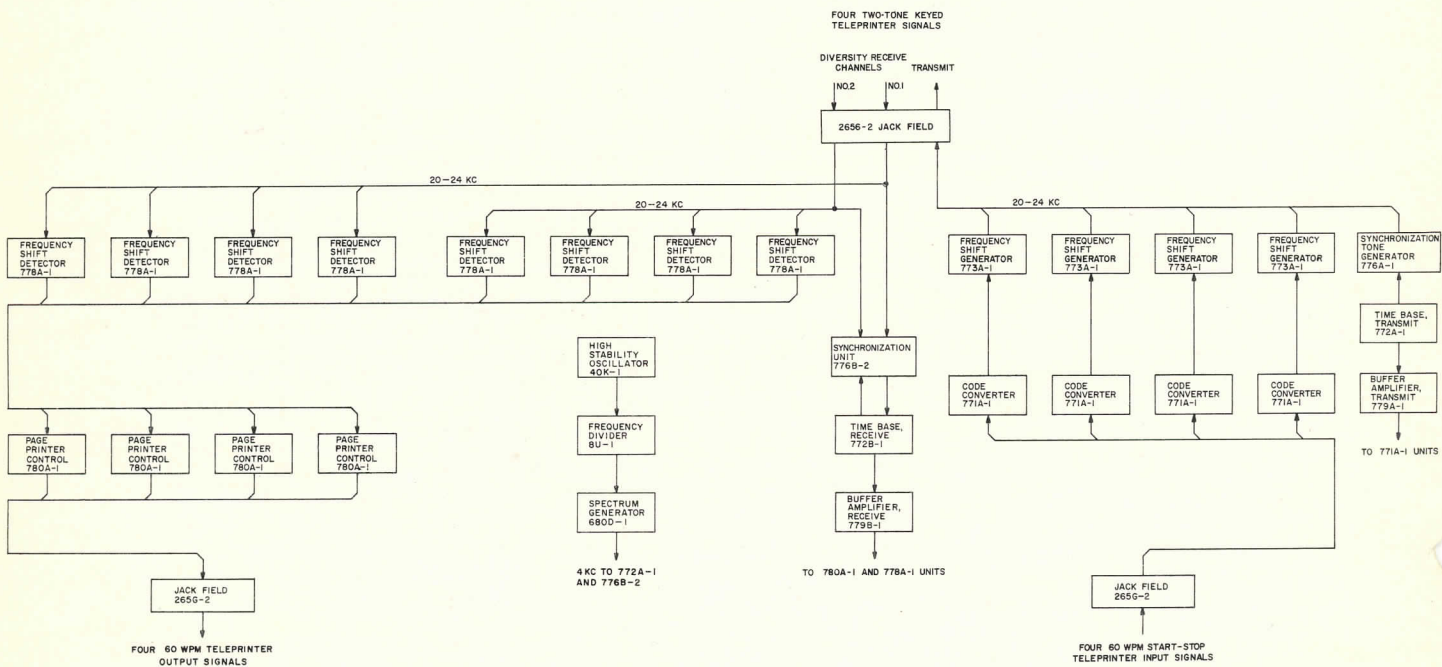 FOUR TWO-TONE KEYED
TELEPRINTER SIGNALS
DIVERSITY RECEIVE
CHANNELS
TRANSMIT
NO.2
NO.1
2656-2 JACK FIELD
20-24 KC
20-24 KC
20-24 KC
FREQUENCY
SHIFT
DETECTOR
778A-1
FREQUENCY
SHIFT
DETECTOR
778A-1
FREQUENCY
SHIFT
DETECTOR
778A-1
FREQUENCY
SHIFT
DETECTOR
778A-1
FREQUENCY
SHIFT
DETECTOR
778A-1
FREQUENCY
SHIFT
DETECTOR
778A-1
FREQUENCY
SHIFT
DETECTOR
778A-1
FREQUENCY
SHIFT
DETECTOR
778A-1
FREQUENCY
SHIFT
GENERATOR
773A-1
FREQUENCY
SHIFT
GENERATOR
773A-1
FREQUENCY
SHIFT
GENERATOR
773A-1
FREQUENCY
SHIFT
GENERATOR
773A-1
SYNCHRONIZATION
TONE
GENERATOR
776A-1
TIME BASE,
TRANSMIT
772A-1
HIGH
STABILITY
OSCILLATOR
40K-1
SYNCHRONIZATION
UNIT
776B-2
CODE
CONVERTER
771A-1
CODE
CONVERTER
771A-1
CODE
CONVERTER
771A-1
CODE
CONVERTER
771A-1
BUFFER
AMPLIFIER,
TRANSMIT
779A-1
TO 771A-1 UNITS
PAGE
PRINTER
CONTROL
780A-1
PAGE
PRINTER
CONTROL
780A-1
PAGE
PRINTER
CONTROL
780A-1
PAGE
PRINTER
CONTROL
780A-1
FREQUENCY
DIVIDER
8U-1
TIME BASE,
RECEIVE
772B-1
SPECTRUM
GENERATOR
680D-1
BUFFER
AMPLIFIER,
RECEIVE
779B-1
4 KC TO 772A-1
AND 776B-2
TO 780A-1 AND 778A-1 UNITS
JACK FIELD
265G-2
JACK FIELD
265G-2
FOUR 60 WPM TELEPRINTER
OUTPUT SIGNALS
FOUR 60 WPM START-STOP
TELEPRINTER INPUT SIGNALS